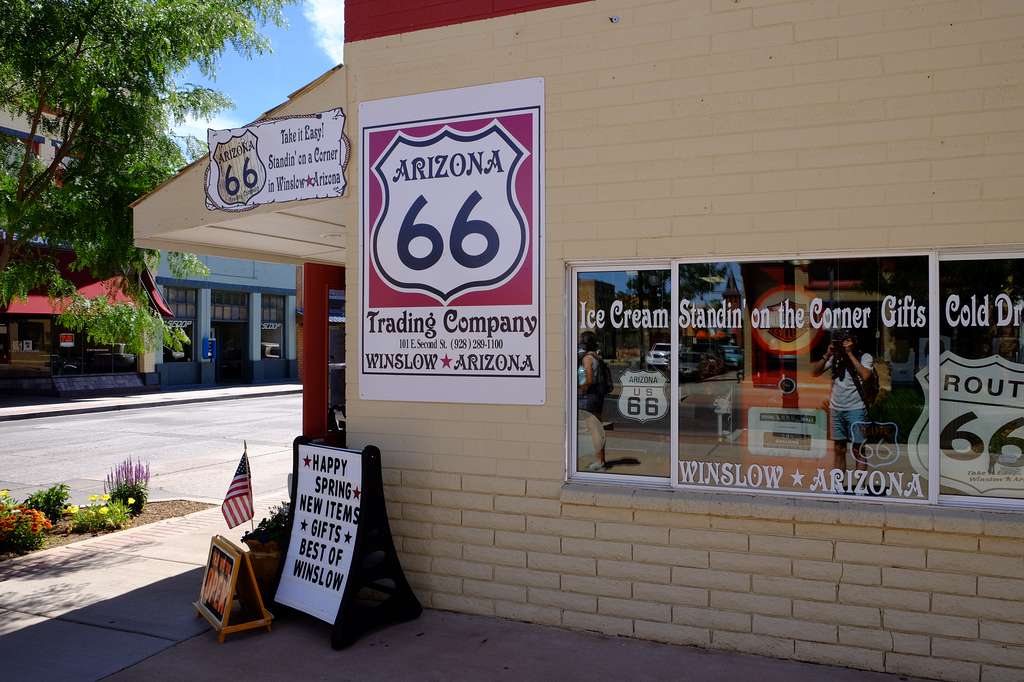 ARIZONA
66
Take it Easy!
Standin' on a Corner
in Winslow★Arizona
ARIZONA
66
Trading Company
101 E. Second St. (928) 289-1100
WINSLOW★ARIZONA
★HAPPY
SPRING★
NEW ITEMS
★GIFTS★
BEST OF
WINSLOW
Ice Cream Standin' on the Corner Gifts Cold Dr
ARIZONA
US
66
66
WINSLOW★ARIZONA
ROUT
66